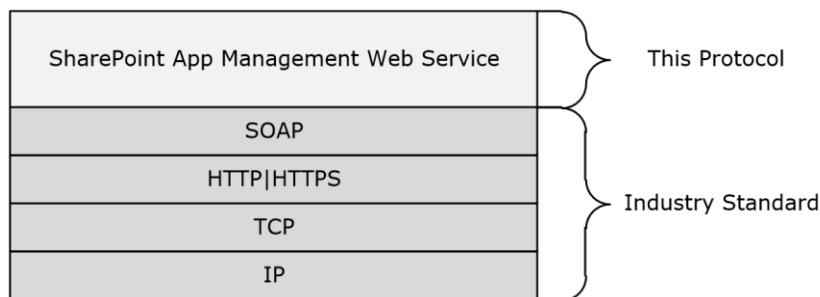 SharePoint App Management Web Service
This Protocol
SOAP
HTTP|HTTPS
Industry Standard
TCP
IP